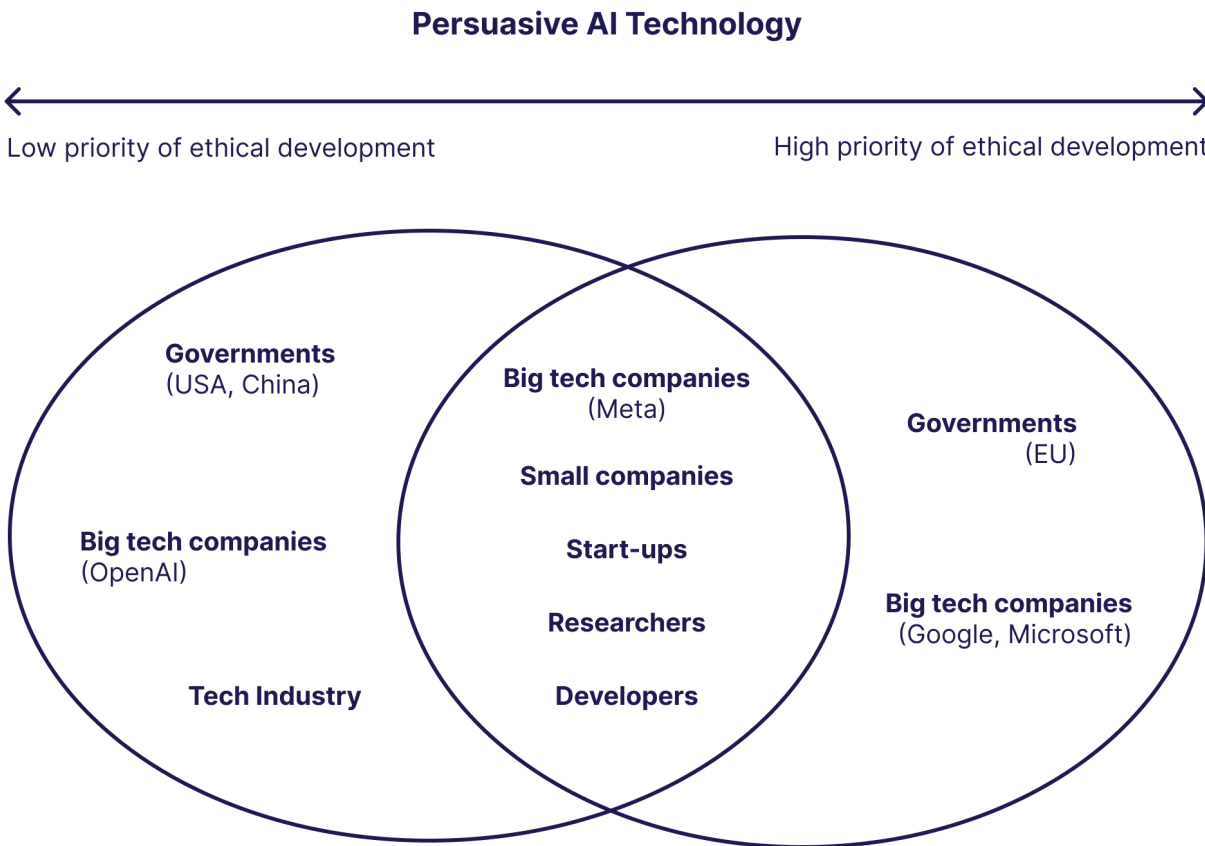 Persuasive AI Technology
Low priority of ethical development
High priority of ethical development
Governments
(USA, China)
Big tech companies
(OpenAI)
Tech Industry
Big tech companies
(Meta)
Small companies
Start-ups
Researchers
Developers
Governments
(EU)
Big tech companies
(Google, Microsoft)